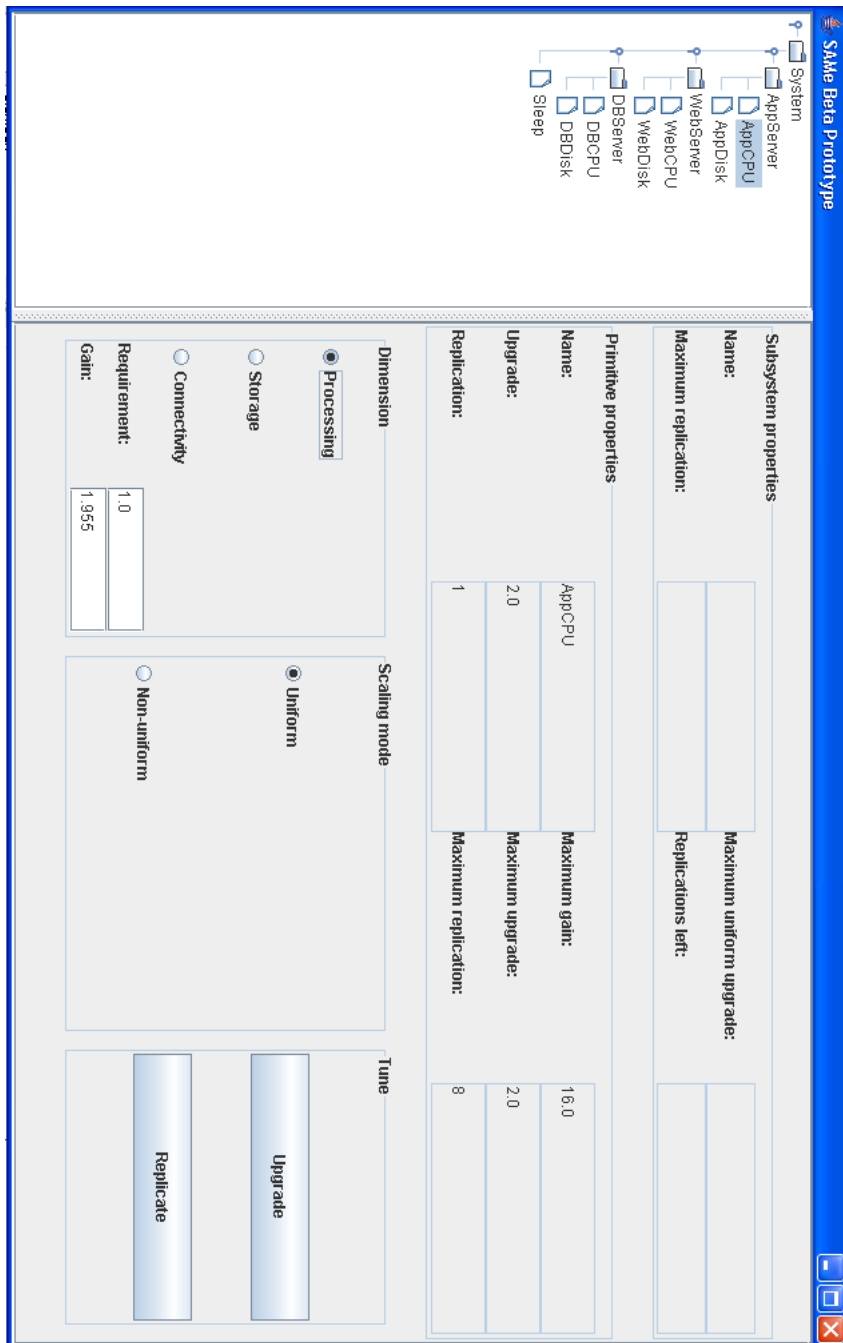 SAMe Beta Prototype
System
AppServer
AppCPU
AppDisk
WebServer
WebCPU
WebDisk
DBServer
DBCPU
DBDisk
Sleep
Subsystem properties
Name:
Maximum uniform upgrade:
Maximum replication:
Replications left:
Primitive properties
Name: AppCPU Maximum gain: 16.0
Upgrade: 2.0 Maximum upgrade: 2.0
Replication: 1 Maximum replication: 8
Dimension
Processing
Storage
Connectivity
Requirement: 1.0
Gain: 1.955
Scaling mode
Uniform
Non-uniform
Tune
Upgrade
Replicate